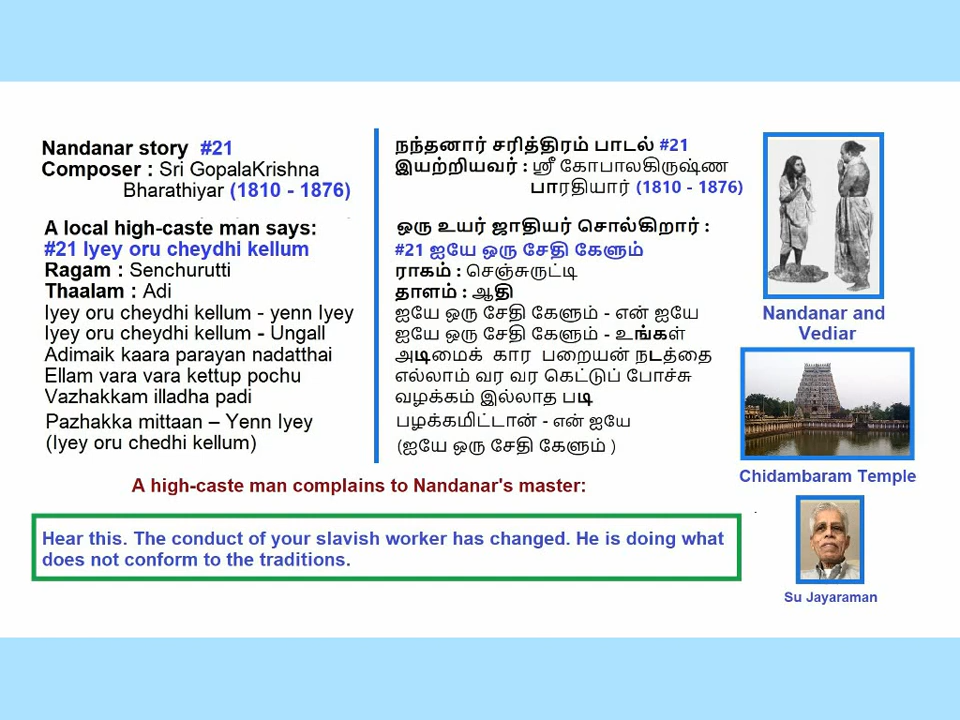 Nandanar story #21
Composer : Sri GopalaKrishna
Bharathiyar (1810 - 1876)
A local high-caste man says:
#21 Iyey oru cheydhi kellum
Ragam : Senchurutti
Thaalam : Adi
Iyey oru cheydhi kellum - yenn Iyey
Iyey oru cheydhi kellum - Ungall
Adimaik kaara parayan nadatthai
Ellam vara vara kettup pochu
Vazhakkam illadha padi
Pazhakka mittaan – Yenn Iyey
(Iyey oru chedhi kellum)
நந்தனார் சரித்திரம் பாடல் #21
இயற்றியவர் : ஸ்ரீ கோபாலகிருஷ்ண
பாரதியார் (1810 - 1876)
ஒரு உயர் ஜாதியர் சொல்கிறார் :
#21 ஐயே ஒரு சேதி கேளும்
ராகம் : செஞ்சுருட்டி
தாளம் : ஆதி
ஐயே ஒரு சேதி கேளும் - என் ஐயே
ஐயே ஒரு சேதி கேளும் - உங்கள்
அடிமைக் கார பறையன் நடத்தை
எல்லாம் வர வர கெட்டுப் போச்சு
வழக்கம் இல்லாத படி
பழக்கமிட்டான் - என் ஐயே
(ஐயே ஒரு சேதி கேளும் )
A high-caste man complains to Nandanar's master:
Hear this. The conduct of your slavish worker has changed. He is doing what
does not conform to the traditions.
Nandanar and
Vediar
Chidambaram Temple
Su Jayaraman